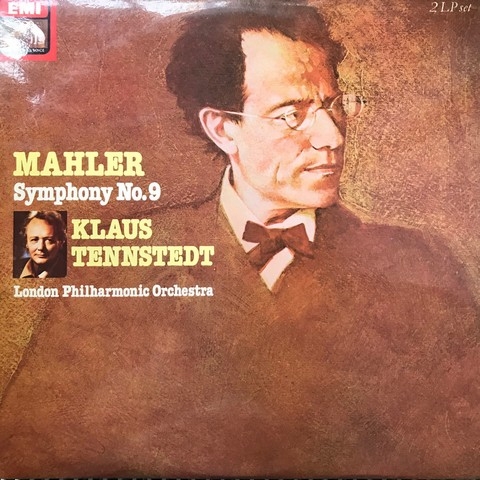 EMI
2 LP set
MAHLER
Symphony No. 9
KLAUS
TENNSTEDT
London Philharmonic Orchestra